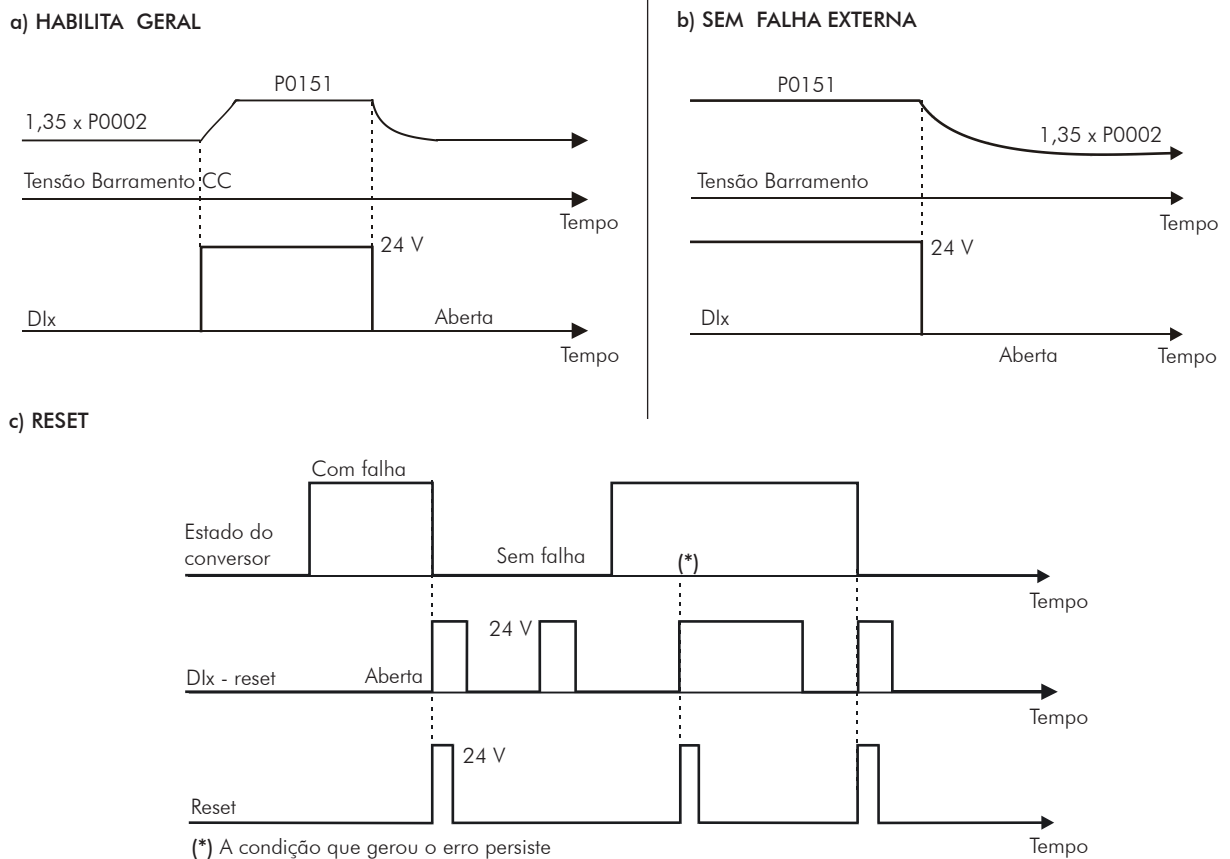 a) HABILITA GERAL
P0151
1,35 x P0002
Tensão Barramento CC
Tempo
24 V
DIx
Aberta
Tempo
b) SEM FALHA EXTERNA
P0151
1,35 x P0002
Tensão Barramento
Tempo
24 V
DIx
Aberta
Tempo
c) RESET
Com falha
Estado do
conversor
Sem falha
(*)
Tempo
24 V
DIx - reset
Aberta
Tempo
24 V
Reset
Tempo
(*) A condição que gerou o erro persiste